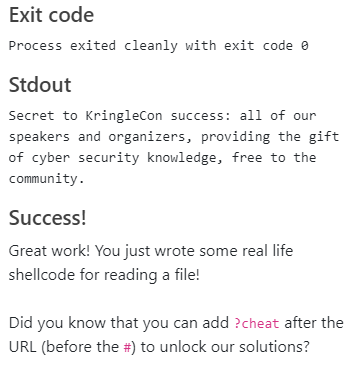 Exit code
Process exited cleanly with exit code 0
Stdout
Secret to KringleCon success: all of our
speakers and organizers, providing the gift
of cyber security knowledge, free to the
community.
Success!
Great work! You just wrote some real life
shellcode for reading a file!
Did you know that you can add ?cheat after the
URL (before the #) to unlock our solutions?